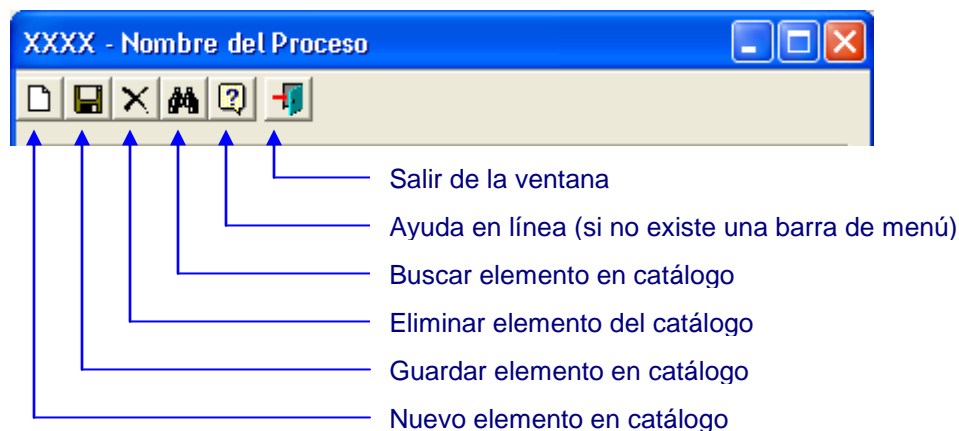 XXXX - Nombre del Proceso
Salir de la ventana
Ayuda en línea (si no existe una barra de menú)
Buscar elemento en catálogo
Eliminar elemento del catálogo
Guardar elemento en catálogo
Nuevo elemento en catálogo